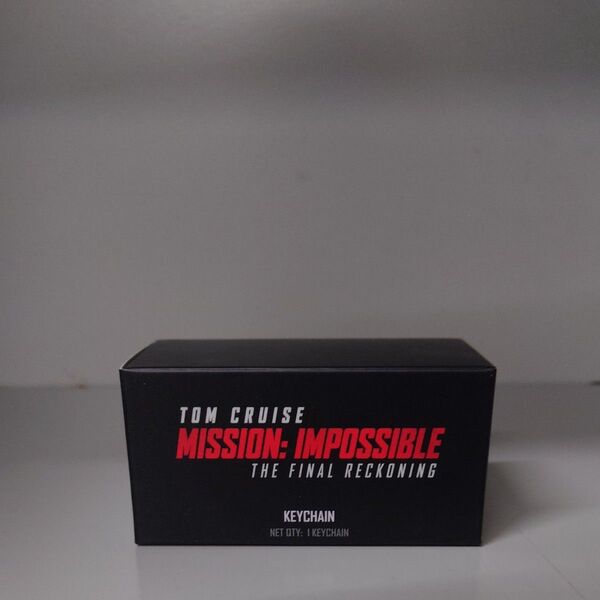 TOM CRUISE
MISSION: IMPOSSIBLE
THE FINAL RECKONING
KEYCHAIN
NET QTY: 1 KEYCHAIN